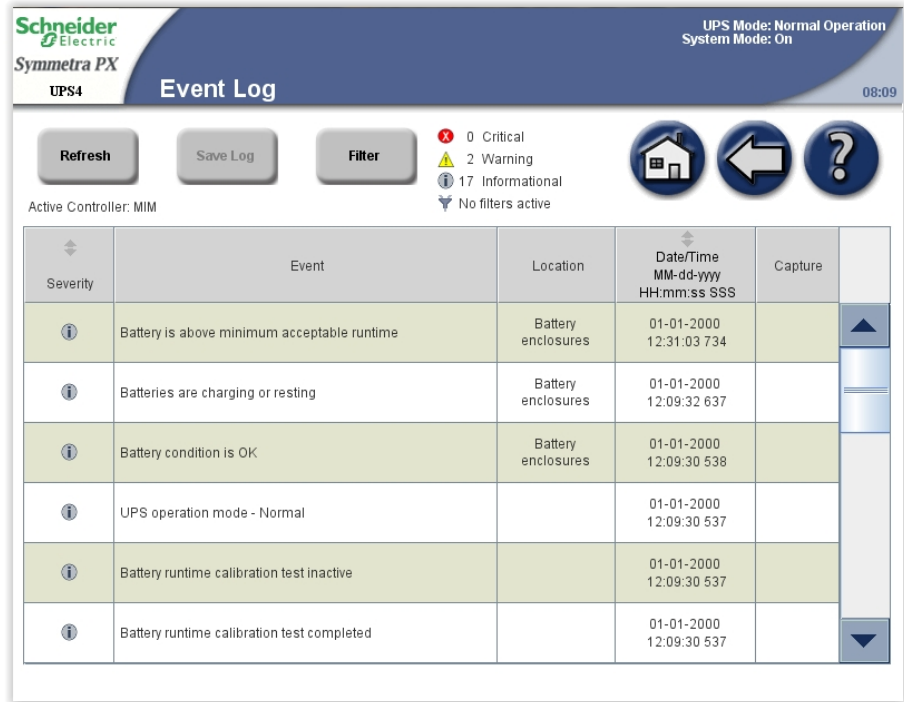 Schneider
Electric
Symmetra PX
UPS4
Event Log
UPS Mode: Normal Operation
System Mode: On
08:09
Refresh
Save Log
Filter
X 0 Critical
! 2 Warning
i 17 Informational
No filters active
?
Active Controller: MIM
Severity
Event
Location
Date/Time
MM-dd-yyyy
HH:mm:ss SSS
Capture
i
Battery is above minimum acceptable runtime
Battery
enclosures
01-01-2000
12:31:03 734
i
Batteries are charging or resting
Battery
enclosures
01-01-2000
12:09:32 637
i
Battery condition is OK
Battery
enclosures
01-01-2000
12:09:30 538
i
UPS operation mode - Normal
01-01-2000
12:09:30 537
i
Battery runtime calibration test inactive
01-01-2000
12:09:30 537
i
Battery runtime calibration test completed
01-01-2000
12:09:30 537